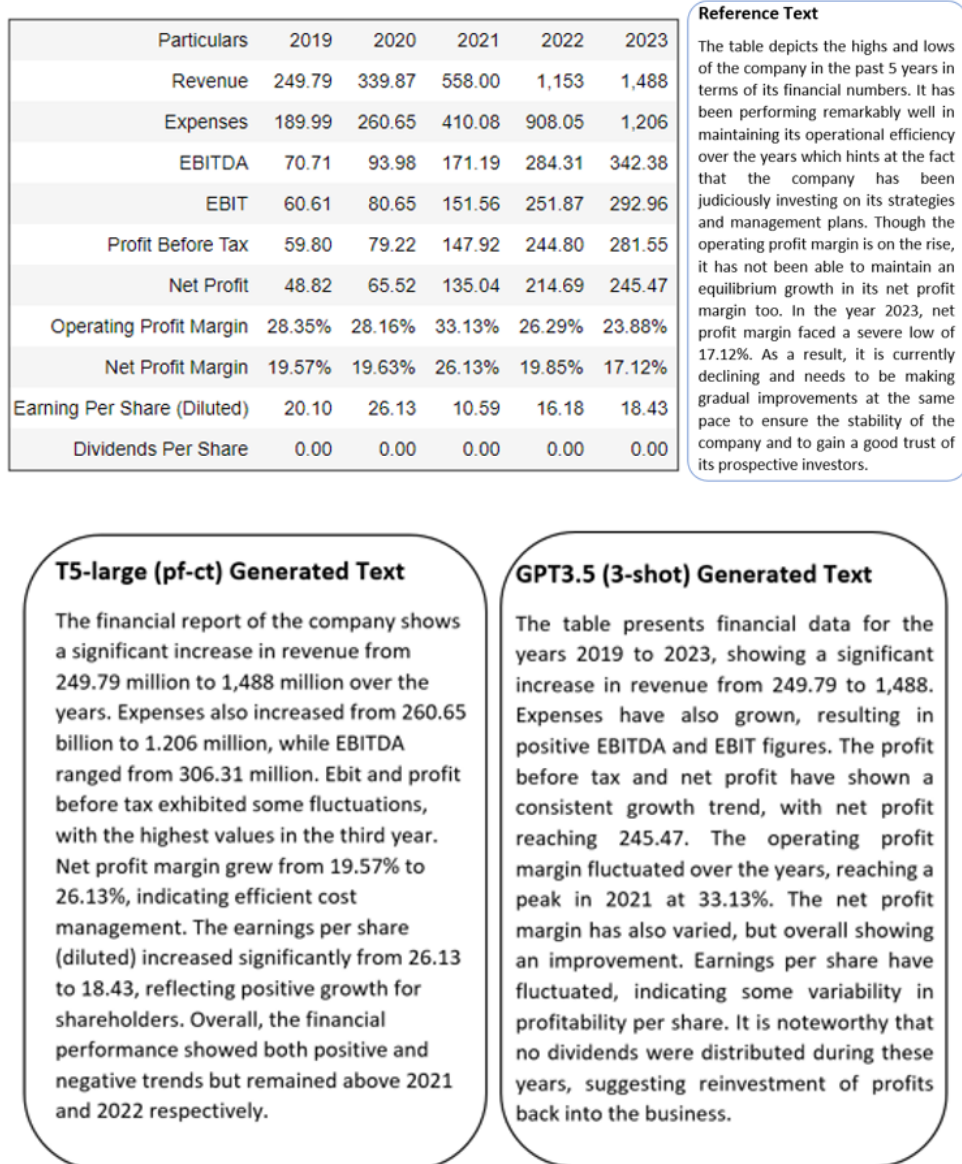 Particulars 2019 2020 2021 2022 2023
Revenue 249.79 339.87 558.00 1,153 1,488
Expenses 189.99 260.65 410.08 908.05 1,206
EBITDA 70.71 93.98 171.19 284.31 342.38
EBIT 60.61 80.65 151.56 251.87 292.96
Profit Before Tax 59.80 79.22 147.92 244.80 281.55
Net Profit 48.82 65.52 135.04 214.69 245.47
Operating Profit Margin 28.35% 28.16% 33.13% 26.29% 23.88%
Net Profit Margin 19.57% 19.63% 26.13% 19.85% 17.12%
Earning Per Share (Diluted) 20.10 26.13 10.59 16.18 18.43
Dividends Per Share 0.00 0.00 0.00 0.00 0.00
Reference Text
The table depicts the highs and lows
of the company in the past 5 years in
terms of its financial numbers. It has
been performing remarkably well in
maintaining its operational efficiency
over the years which hints at the fact
that the company has been
judiciously investing on its strategies
and management plans. Though the
operating profit margin is on the rise,
it has not been able to maintain an
equilibrium growth in its net profit
margin too. In the year 2023, net
profit margin faced a severe low of
17.12%. As a result, it is currently
declining and needs to be making
gradual improvements at the same
pace to ensure the stability of the
company and to gain a good trust of
its prospective investors.
T5-large (pf-ct) Generated Text
The financial report of the company shows
a significant increase in revenue from
249.79 million to 1,488 million over the
years. Expenses also increased from 260.65
billion to 1.206 million, while EBITDA
ranged from 306.31 million. Ebit and profit
before tax exhibited some fluctuations,
with the highest values in the third year.
Net profit margin grew from 19.57% to
26.13%, indicating efficient cost
management. The earnings per share
(diluted) increased significantly from 26.13
to 18.43, reflecting positive growth for
shareholders. Overall, the financial
performance showed both positive and
negative trends but remained above 2021
and 2022 respectively.
GPT3.5 (3-shot) Generated Text
The table presents financial data for the
years 2019 to 2023, showing a significant
increase in revenue from 249.79 to 1,488.
Expenses have also grown, resulting in
positive EBITDA and EBIT figures. The profit
before tax and net profit have shown a
consistent growth trend, with net profit
reaching 245.47. The operating profit
margin fluctuated over the years, reaching a
peak in 2021 at 33.13%. The net profit
margin has also varied, but overall showing
an improvement. Earnings per share have
fluctuated, indicating some variability in
profitability per share. It is noteworthy that
no dividends were distributed during these
years, suggesting reinvestment of profits
back into the business.